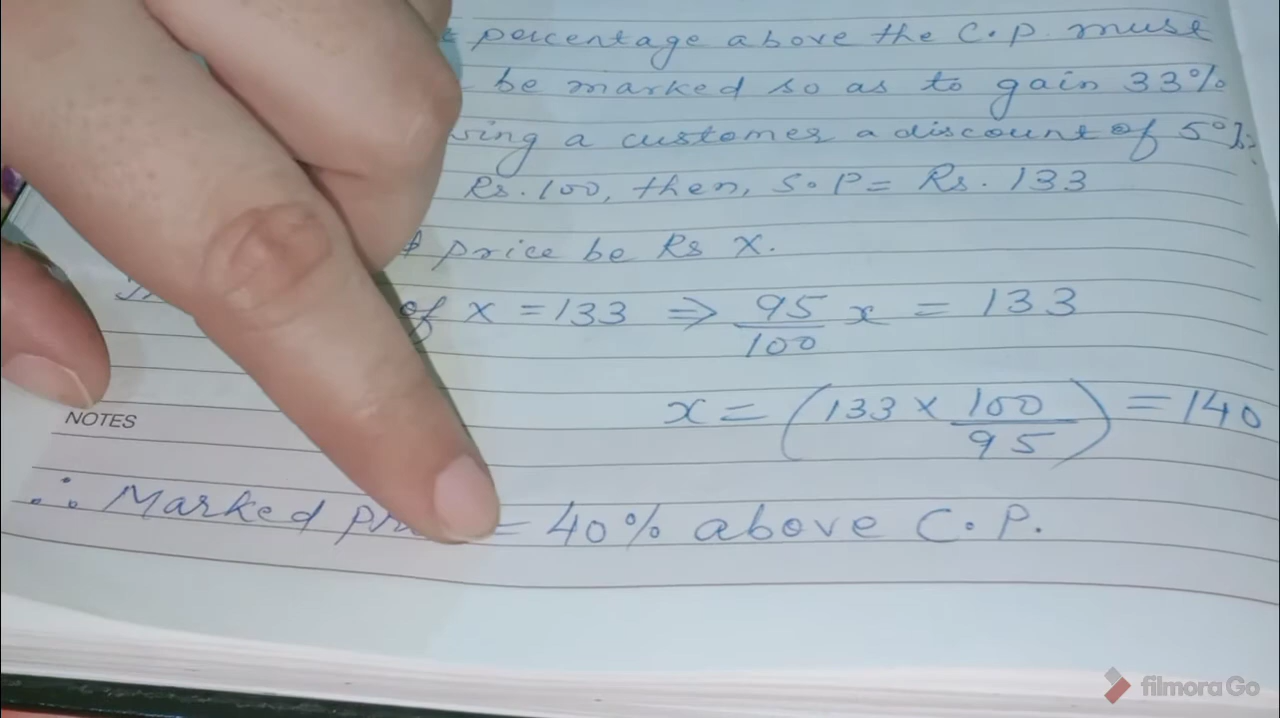 percentage above the C.P. must
be marked so as to gain 33%
a customer a discount of 5%?
Rs. 100, then, S.P = Rs. 133
price be Rs X.
of x = 133 ⇒ 95/100 x = 133
x = (133 × 100/95) = 140
NOTES
∴ Marked = 40% above C.P.
filmora Go